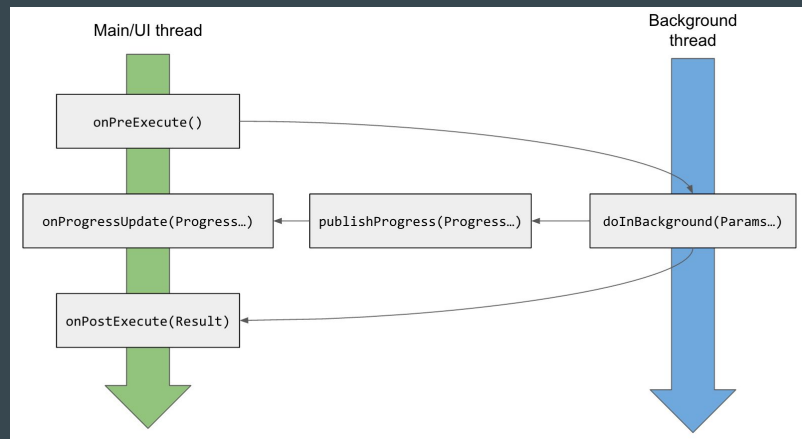 Main/UI thread
Background
thread
onPreExecute()
onProgressUpdate(Progress…)
publishProgress(Progress…)
doInBackground(Params…)
onPostExecute(Result)